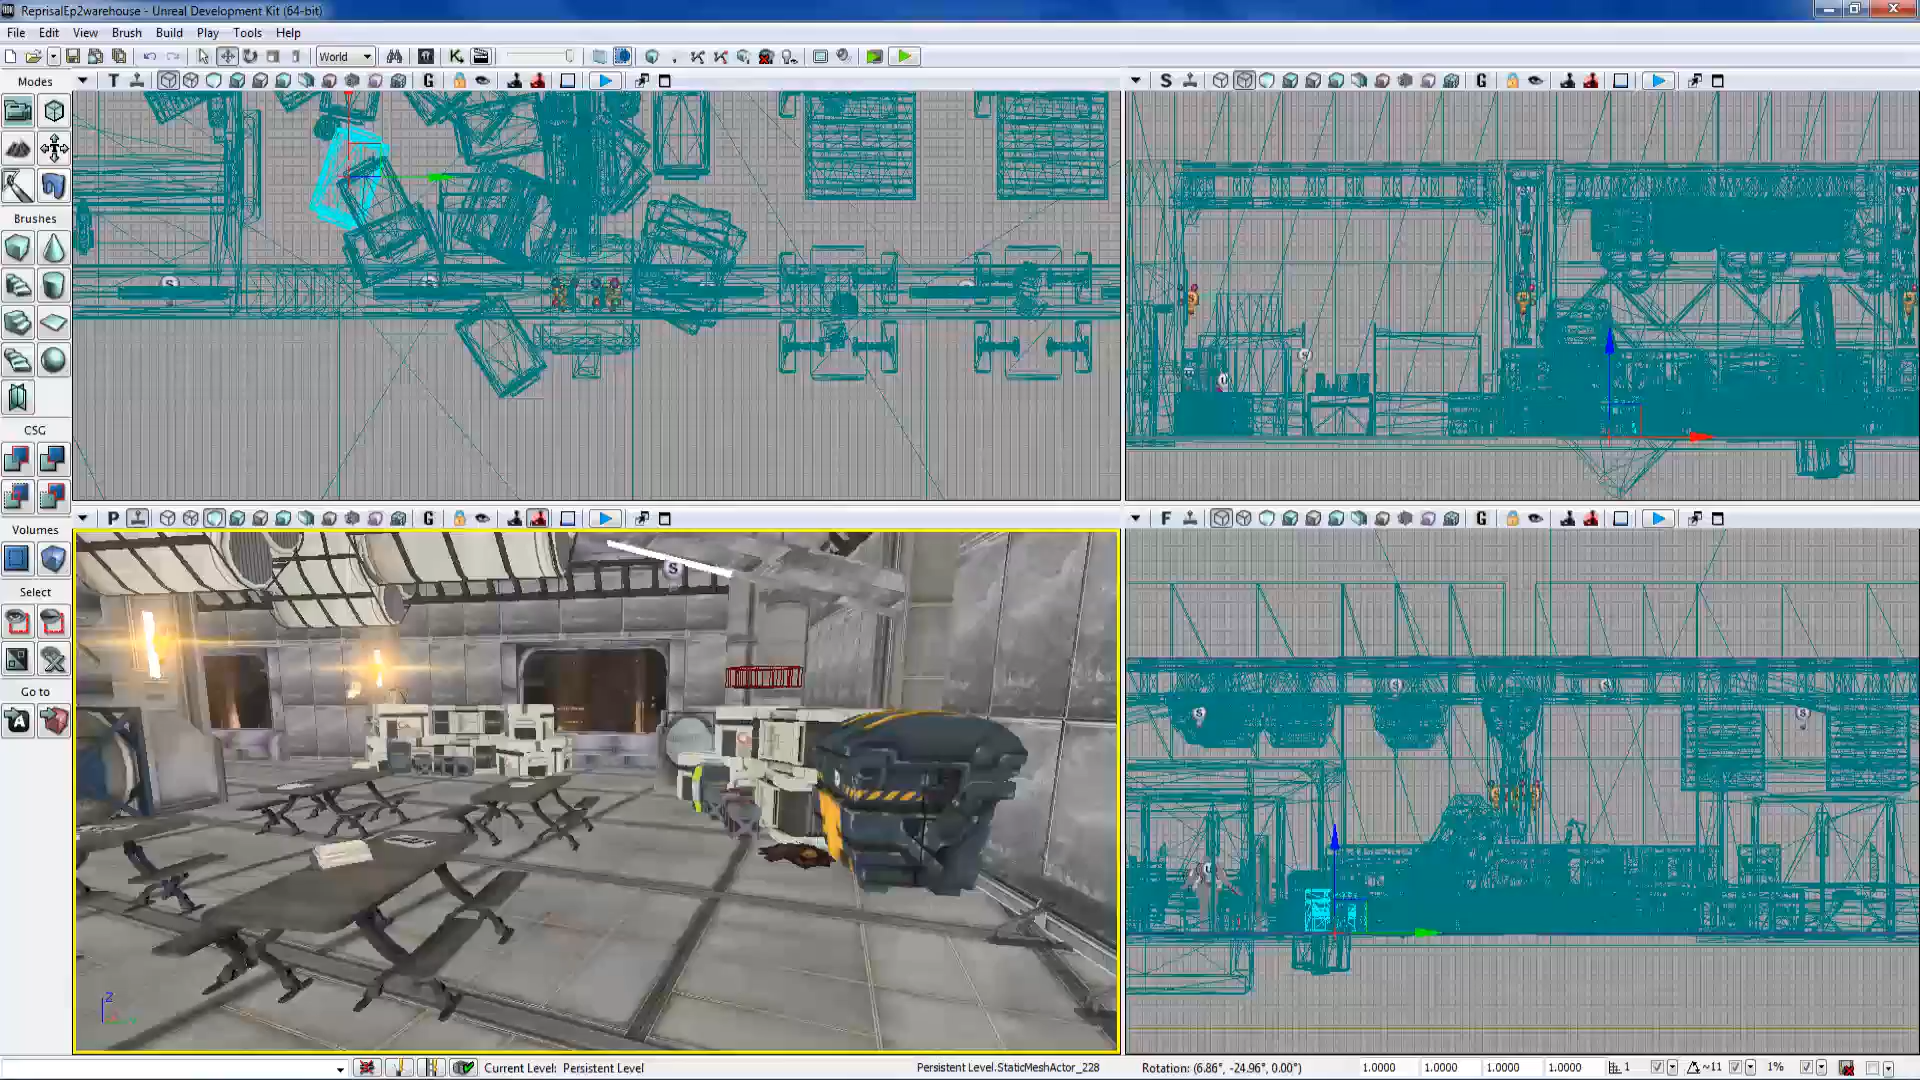 ReprisalEp2warehouse - Unreal Development Kit (64-bit)
File Edit View Brush Build Play Tools Help
World
Modes
T G
S G
Brushes
CSG
P G
F G
Volumes
Select
Go to
Current Level: Persistent Level
Persistent Level.StaticMeshActor_228
Rotation: (6.86°, -24.96°, 0.00°)
1.0000 1.0000 1.0000 1.0000
1
~11
1%